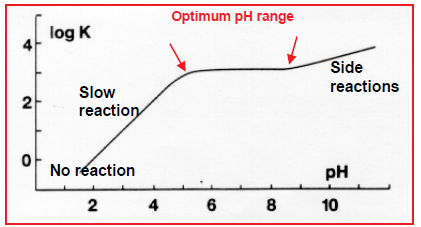 Optimum pH range
log K
4
Side
reactions
Slow
reaction
2
0
No reaction
pH
2 4 6 8 10